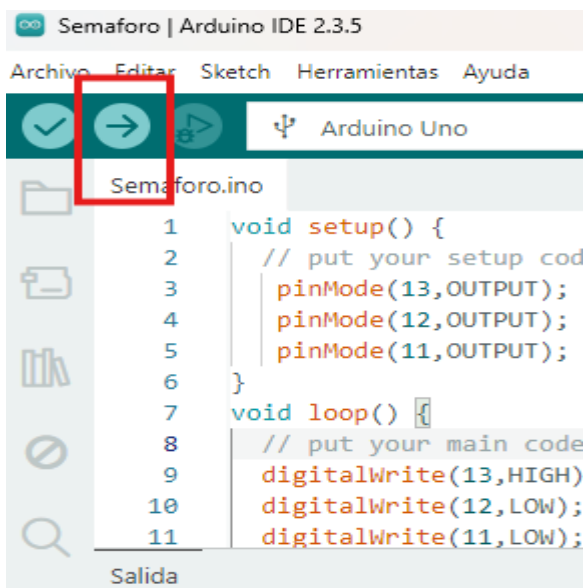 Semaforo | Arduino IDE 2.3.5
Archivo Editar Sketch Herramientas Ayuda
Arduino Uno
Semaforo.ino
1 void setup() {
2 // put your setup cod
3 pinMode(13,OUTPUT);
4 pinMode(12,OUTPUT);
5 pinMode(11,OUTPUT);
6 }
7 void loop() {
8 // put your main code
9 digitalWrite(13,HIGH)
10 digitalWrite(12,LOW);
11 digitalWrite(11,LOW);
Salida